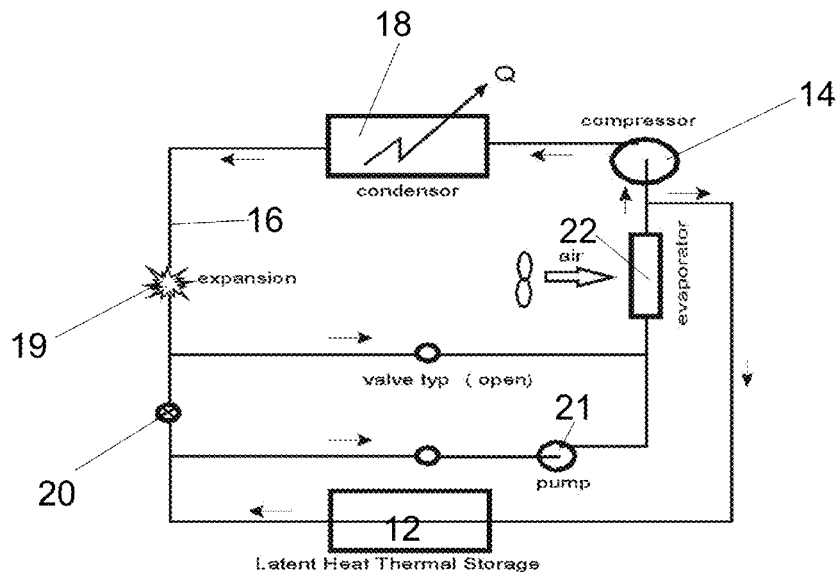 18
Q
14
compressor
condensor
16
22
air
evaporator
expansion
19
valve typ ( open)
21
20
pump
12
Latent Heat Thermal Storage